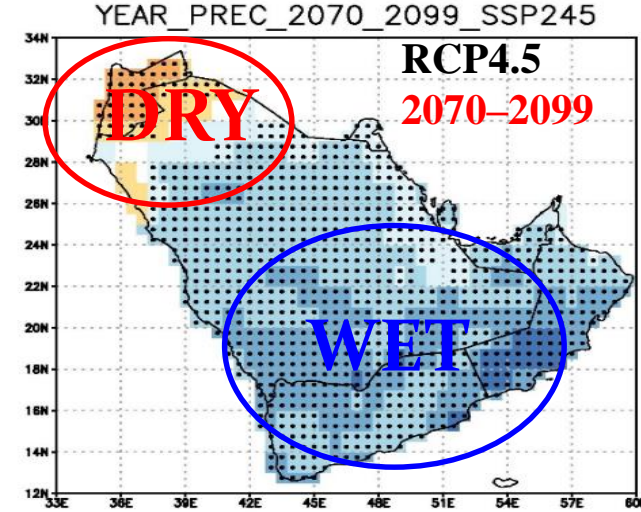 YEAR_PREC_2070_2099_SSP245
RCP4.5
2070–2099
DRY
WET
34N
32N
30N
28N
26N
24N
22N
20N
18N
16N
14N
12N
33E 36E 39E 42E 45E 48E 51E 54E 57E 60E